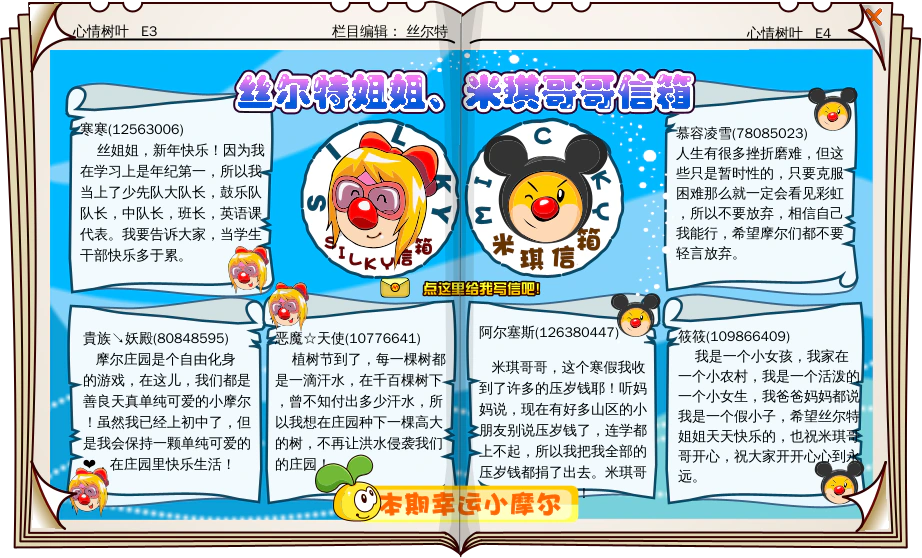 心情树叶 E3
栏目编辑： 丝尔特
心情树叶 E4
丝尔特姐姐、米琪哥哥信箱
寒寒(12563006)
丝姐姐，新年快乐！因为我
在学习上是年纪第一，所以我
当上了少先队大队长，鼓乐队
队长，中队长，班长，英语课
代表。我要告诉大家，当学生
干部快乐多于累。
SILKY
SILKY信箱
MICKY
米琪信箱
点这里给我写信吧!
慕容凌雪(78085023)
人生有很多挫折磨难，但这
些只是暂时性的，只要克服
困难那么就一定会看见彩虹
，所以不要放弃，相信自己
我能行，希望摩尔们都不要
轻言放弃。
貴族↘妖殿(80848595)
摩尔庄园是个自由化身
的游戏，在这儿，我们都是
善良天真单纯可爱的小摩尔
！虽然我已经上初中了，但
是我会保持一颗单纯可爱的
❤，在庄园里快乐生活！
恶魔☆天使(10776641)
植树节到了，每一棵树都
是一滴汗水，在千百棵树下
，曾不知付出多少汗水，所
以我想在庄园种下一棵高大
的树，不再让洪水侵袭我们
的庄园！
阿尔塞斯(126380447)
米琪哥哥，这个寒假我收
到了许多的压岁钱耶！听妈
妈说，现在有好多山区的小
朋友别说压岁钱了，连学都
上不起，所以我把我全部的
压岁钱都捐了出去。米琪哥
！
筱筱(109866409)
我是一个小女孩，我家在
一个小农村，我是一个活泼的
一个小女生，我爸爸妈妈都说
我是一个假小子，希望丝尔特
姐姐天天快乐的，也祝米琪哥
哥开心，祝大家开开心心到永
远。
本期幸运小摩尔